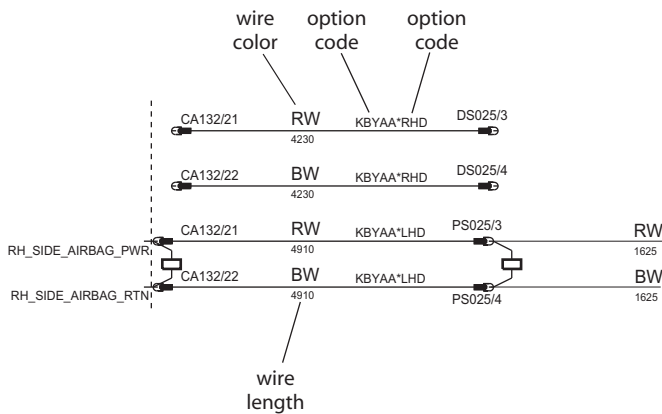 wire color
option code
option code
CA132/21 RW KBYAA*RHD DS025/3
4230
CA132/22 BW KBYAA*RHD DS025/4
4230
CA132/21 RW KBYAA*LHD PS025/3 RW
RH_SIDE_AIRBAG_PWR 4910 1625
CA132/22 BW KBYAA*LHD BW
RH_SIDE_AIRBAG_RTN 4910 PS025/4 1625
wire
length